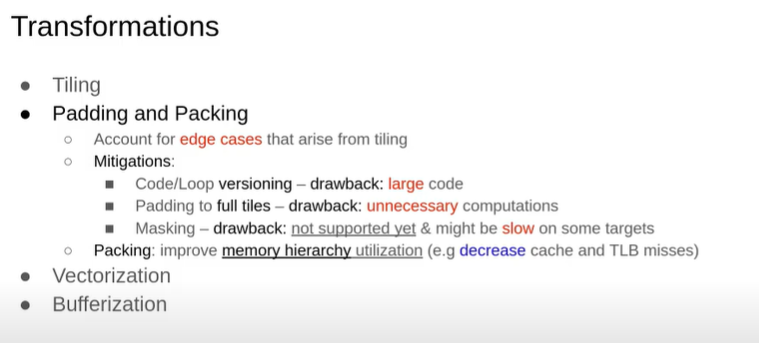 Transformations
● Tiling
● Padding and Packing
○ Account for edge cases that arise from tiling
○ Mitigations:
■ Code/Loop versioning – drawback: large code
■ Padding to full tiles – drawback: unnecessary computations
■ Masking – drawback: not supported yet & might be slow on some targets
○ Packing: improve memory hierarchy utilization (e.g decrease cache and TLB misses)
● Vectorization
● Bufferization